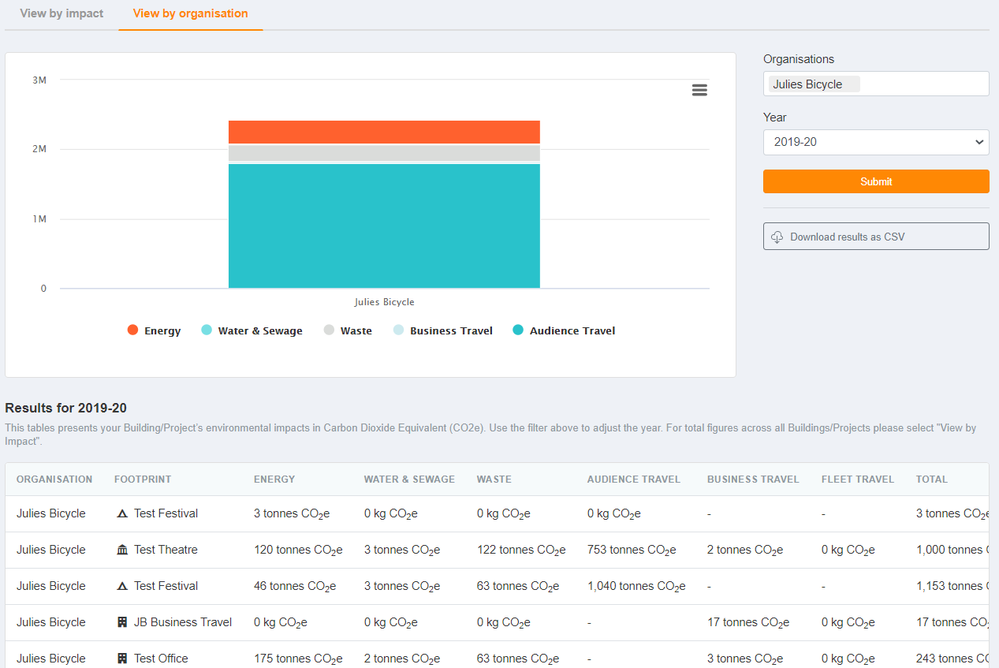 View by impact View by organisation
Organisations
Julies Bicycle
Year
2019-20
Submit
Download results as CSV
3M
2M
1M
0
Julies Bicycle
Energy Water & Sewage Waste Business Travel Audience Travel
Results for 2019-20
This tables presents your Building/Project's environmental impacts in Carbon Dioxide Equivalent (CO2e). Use the filter above to adjust the year. For total figures across all Buildings/Projects please select "View by
Impact".
ORGANISATION FOOTPRINT ENERGY WATER & SEWAGE WASTE AUDIENCE TRAVEL BUSINESS TRAVEL FLEET TRAVEL TOTAL
Julies Bicycle Test Festival 3 tonnes CO2e 0 kg CO2e 0 kg CO2e 0 kg CO2e - - 3 tonnes CO2e
Julies Bicycle Test Theatre 120 tonnes CO2e 3 tonnes CO2e 122 tonnes CO2e 753 tonnes CO2e 2 tonnes CO2e 0 kg CO2e 1,000 tonnes
Julies Bicycle Test Festival 46 tonnes CO2e 3 tonnes CO2e 63 tonnes CO2e 1,040 tonnes CO2e - - 1,153 tonnes
Julies Bicycle JB Business Travel 0 kg CO2e 0 kg CO2e 0 kg CO2e - 17 tonnes CO2e 0 kg CO2e 17 tonnes CO2
Julies Bicycle Test Office 175 tonnes CO2e 2 tonnes CO2e 63 tonnes CO2e - 3 tonnes CO2e 0 kg CO2e 243 tonnes